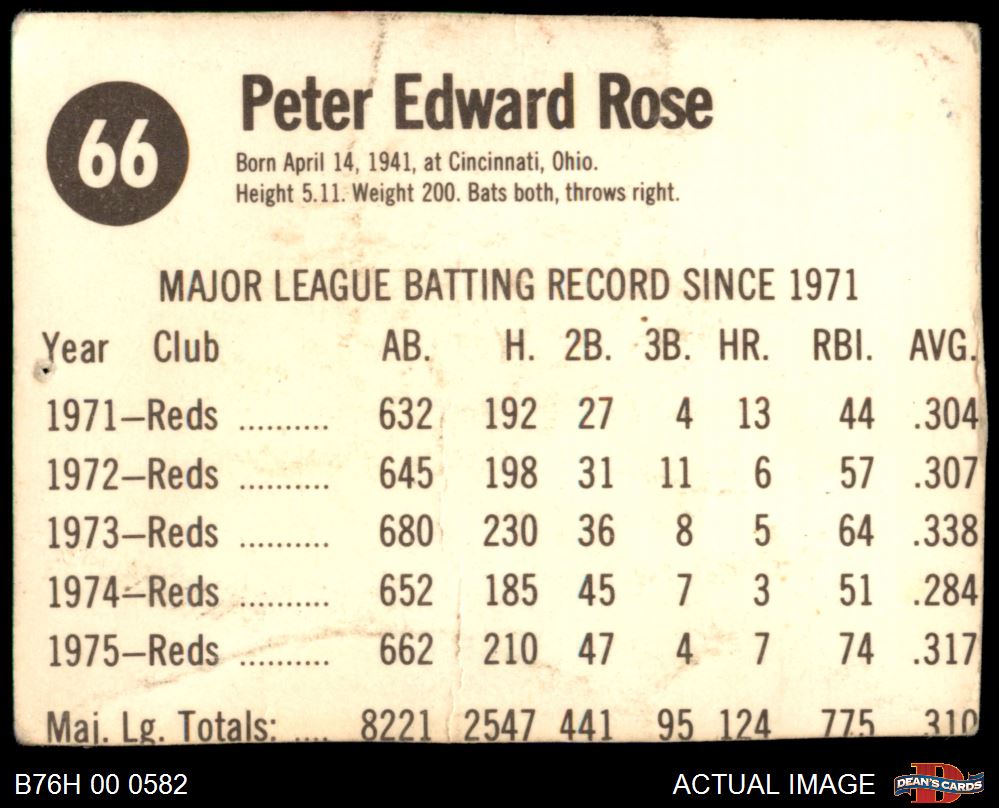 66
Peter Edward Rose
Born April 14, 1941, at Cincinnati, Ohio.
Height 5.11. Weight 200. Bats both, throws right.
MAJOR LEAGUE BATTING RECORD SINCE 1971
Year Club AB. H. 2B. 3B. HR. RBI. AVG.
1971—Reds .......... 632 192 27 4 13 44 .304
1972—Reds .......... 645 198 31 11 6 57 .307
1973—Reds .......... 680 230 36 8 5 64 .338
1974—Reds .......... 652 185 45 7 3 51 .284
1975—Reds .......... 662 210 47 4 7 74 .317
Maj. Lg. Totals: .... 8221 2547 441 95 124 775 .310
B76H 00 0582
ACTUAL IMAGE
DEAN'S CARDS